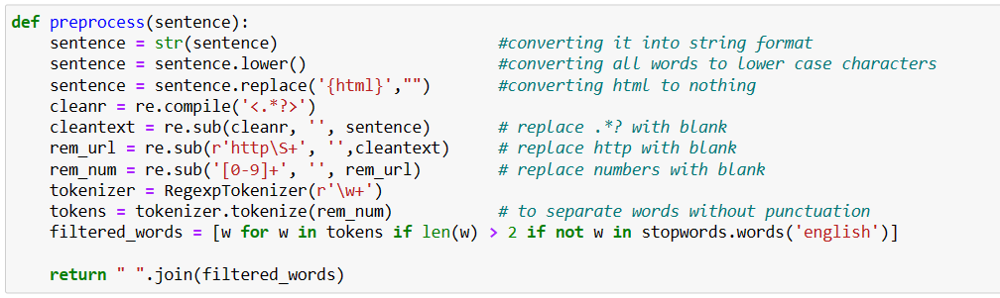 def preprocess(sentence):
    sentence = str(sentence)                       #converting it into string format
    sentence = sentence.lower()                    #converting all words to lower case characters
    sentence = sentence.replace('{html}',"")       #converting html to nothing
    cleanr = re.compile('<.*?>')
    cleantext = re.sub(cleanr, '', sentence)       # replace .*? with blank
    rem_url = re.sub(r'http\S+', '',cleantext)     # replace http with blank
    rem_num = re.sub('[0-9]+', '', rem_url)        # replace numbers with blank
    tokenizer = RegexpTokenizer(r'\w+')
    tokens = tokenizer.tokenize(rem_num)           # to separate words without punctuation
    filtered_words = [w for w in tokens if len(w) > 2 if not w in stopwords.words('english')]

    return " ".join(filtered_words)